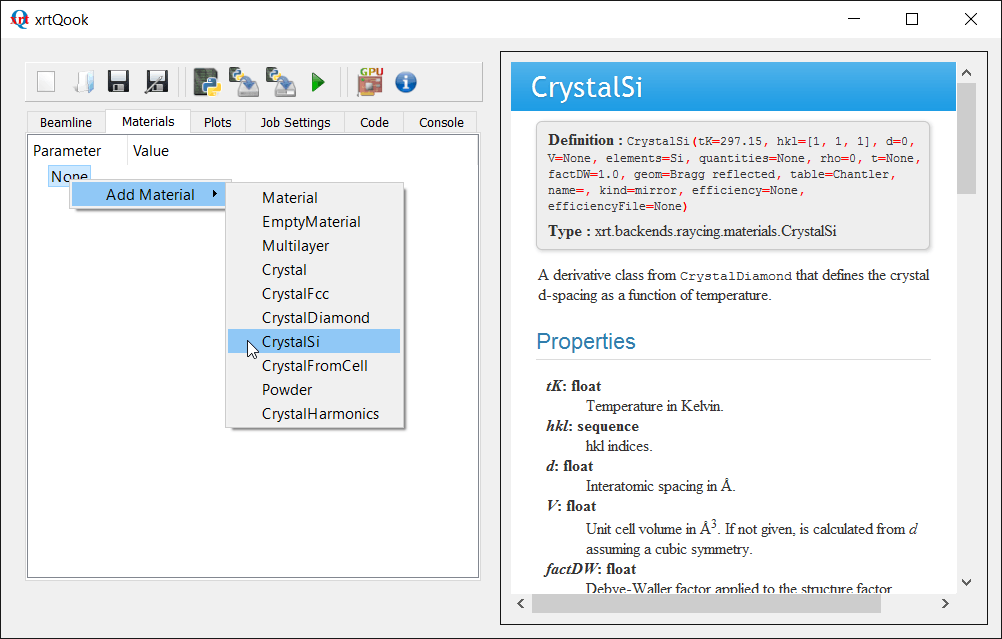 xrt xrtQook
GPU
Beamline Materials Plots Job Settings Code Console
Parameter Value
None
Add Material
Material
EmptyMaterial
Multilayer
Crystal
CrystalFcc
CrystalDiamond
CrystalSi
CrystalFromCell
Powder
CrystalHarmonics
CrystalSi
Definition : CrystalSi(tK=297.15, hkl=[1, 1, 1], d=0,
V=None, elements=Si, quantities=None, rho=0, t=None,
factDW=1.0, geom=Bragg reflected, table=Chantler,
name=, kind=mirror, efficiency=None,
efficiencyFile=None)
Type : xrt.backends.raycing.materials.CrystalSi
A derivative class from CrystalDiamond that defines the crystal
d-spacing as a function of temperature.
Properties
tK: float
Temperature in Kelvin.
hkl: sequence
hkl indices.
d: float
Interatomic spacing in Å.
V: float
Unit cell volume in Å³. If not given, is calculated from d
assuming a cubic symmetry.
factDW: float
Debye-Waller factor applied to the structure factor